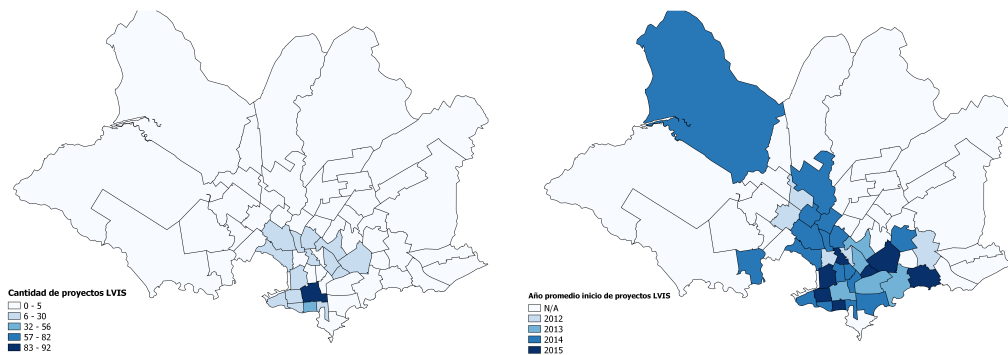 Cantidad de proyectos LVIS
0 - 5
6 - 30
32 - 56
57 - 82
83 - 92
Año promedio inicio de proyectos LVIS
N/A
2012
2013
2014
2015